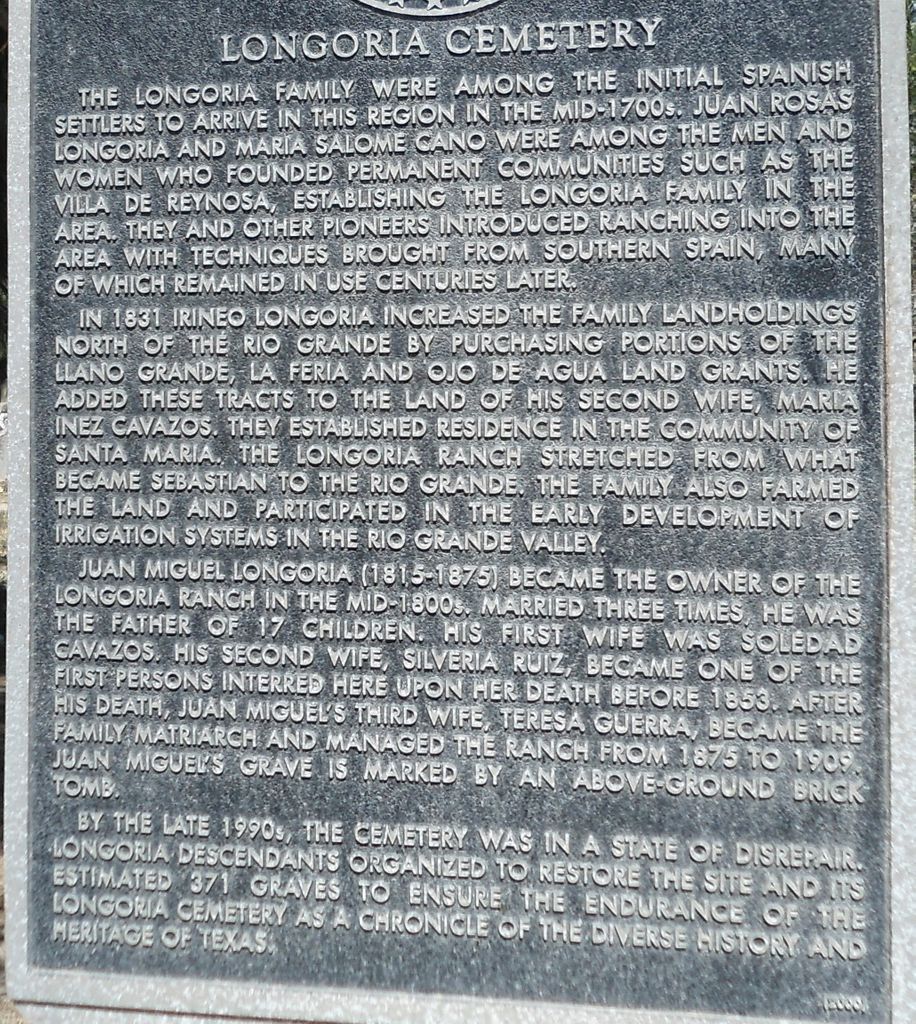 LONGORIA CEMETERY
THE LONGORIA FAMILY WERE AMONG THE INITIAL SPANISH
SETTLERS TO ARRIVE IN THIS REGION IN THE MID-1700s. JUAN ROSAS
LONGORIA AND MARIA SALOME CANO WERE AMONG THE MEN AND
WOMEN WHO FOUNDED PERMANENT COMMUNITIES SUCH AS THE
VILLA DE REYNOSA, ESTABLISHING THE LONGORIA FAMILY IN THE
AREA. THEY AND OTHER PIONEERS INTRODUCED RANCHING INTO THE
AREA WITH TECHNIQUES BROUGHT FROM SOUTHERN SPAIN, MANY
OF WHICH REMAINED IN USE CENTURIES LATER.
IN 1831 IRINEO LONGORIA INCREASED THE FAMILY LANDHOLDINGS
NORTH OF THE RIO GRANDE BY PURCHASING PORTIONS OF THE
LLANO GRANDE, LA FERIA AND OJO DE AGUA LAND GRANTS. HE
ADDED THESE TRACTS TO THE LAND OF HIS SECOND WIFE, MARIA
INEZ CAVAZOS. THEY ESTABLISHED RESIDENCE IN THE COMMUNITY OF
SANTA MARIA. THE LONGORIA RANCH STRETCHED FROM WHAT
BECAME SEBASTIAN TO THE RIO GRANDE. THE FAMILY ALSO FARMED
THE LAND AND PARTICIPATED IN THE EARLY DEVELOPMENT OF
IRRIGATION SYSTEMS IN THE RIO GRANDE VALLEY.
JUAN MIGUEL LONGORIA (1815-1875) BECAME THE OWNER OF THE
LONGORIA RANCH IN THE MID-1800s. MARRIED THREE TIMES, HE WAS
THE FATHER OF 17 CHILDREN. HIS FIRST WIFE WAS SOLEDAD
CAVAZOS. HIS SECOND WIFE, SILVERIA RUIZ, BECAME ONE OF THE
FIRST PERSONS INTERRED HERE UPON HER DEATH BEFORE 1853. AFTER
HIS DEATH, JUAN MIGUEL'S THIRD WIFE, TERESA GUERRA, BECAME THE
FAMILY MATRIARCH AND MANAGED THE RANCH FROM 1875 TO 1909.
JUAN MIGUEL'S GRAVE IS MARKED BY AN ABOVE-GROUND BRICK
TOMB.
BY THE LATE 1990s, THE CEMETERY WAS IN A STATE OF DISREPAIR.
LONGORIA DESCENDANTS ORGANIZED TO RESTORE THE SITE AND ITS
ESTIMATED 371 GRAVES TO ENSURE THE ENDURANCE OF THE
LONGORIA CEMETERY AS A CHRONICLE OF THE DIVERSE HISTORY AND
HERITAGE OF TEXAS.
(2000)